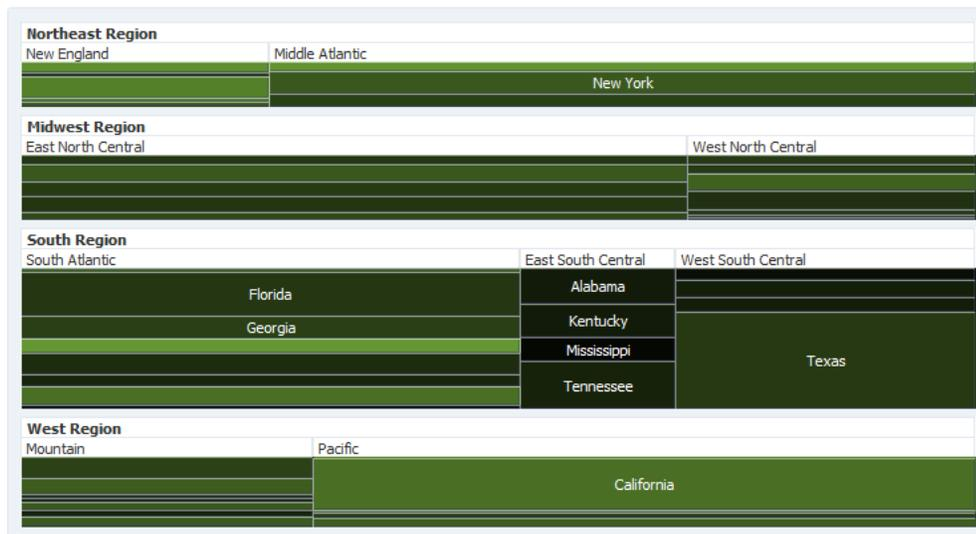 Northeast Region
New England Middle Atlantic
New York
Midwest Region
East North Central West North Central
South Region
South Atlantic East South Central West South Central
Florida
Georgia
Alabama
Kentucky
Mississippi
Tennessee
Texas
West Region
Mountain Pacific
California